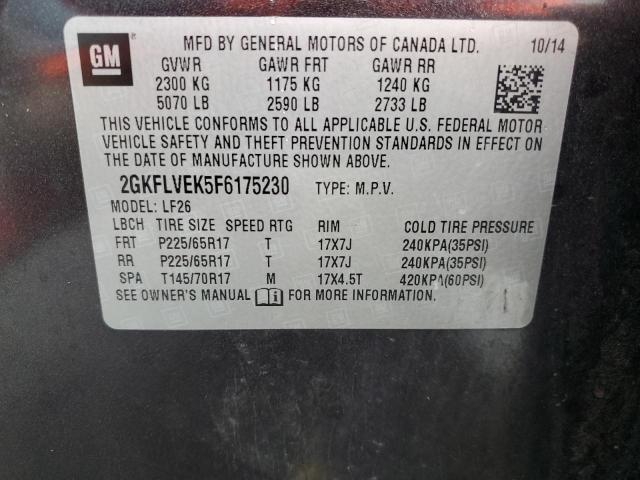 GM
MFD BY GENERAL MOTORS OF CANADA LTD. 10/14
GVWR GAWR FRT GAWR RR
2300 KG 1175 KG 1240 KG
5070 LB 2590 LB 2733 LB
THIS VEHICLE CONFORMS TO ALL APPLICABLE U.S. FEDERAL MOTOR
VEHICLE SAFETY AND THEFT PREVENTION STANDARDS IN EFFECT ON
THE DATE OF MANUFACTURE SHOWN ABOVE.
2GKFLVEK5F6175230 TYPE: M.P.V.
MODEL: LF26
LBCH TIRE SIZE SPEED RTG RIM COLD TIRE PRESSURE
FRT P225/65R17 T 17X7J 240KPA(35PSI)
RR P225/65R17 T 17X7J 240KPA(35PSI)
SPA T145/70R17 M 17X4.5T 420KPA(60PSI)
SEE OWNER'S MANUAL FOR MORE INFORMATION.